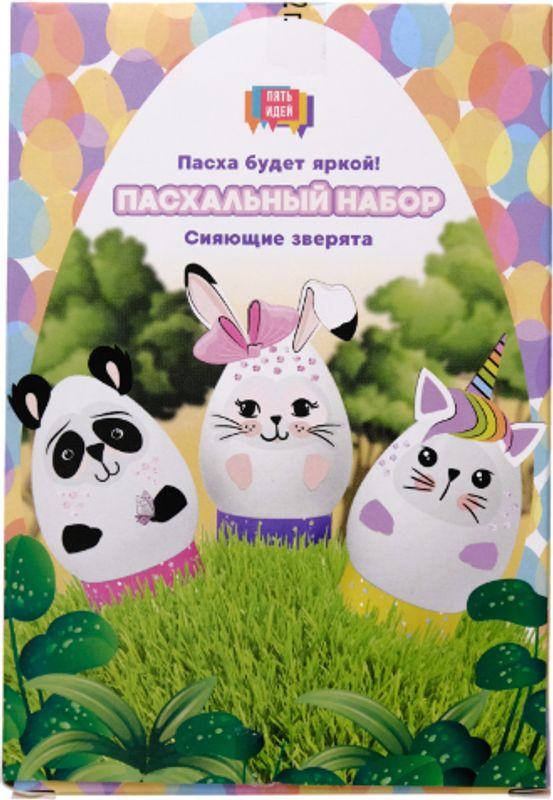 ПЯТЬ
ИДЕЙ
Пасха будет яркой!
ПАСХАЛЬНЫЙ НАБОР
Сияющие зверята